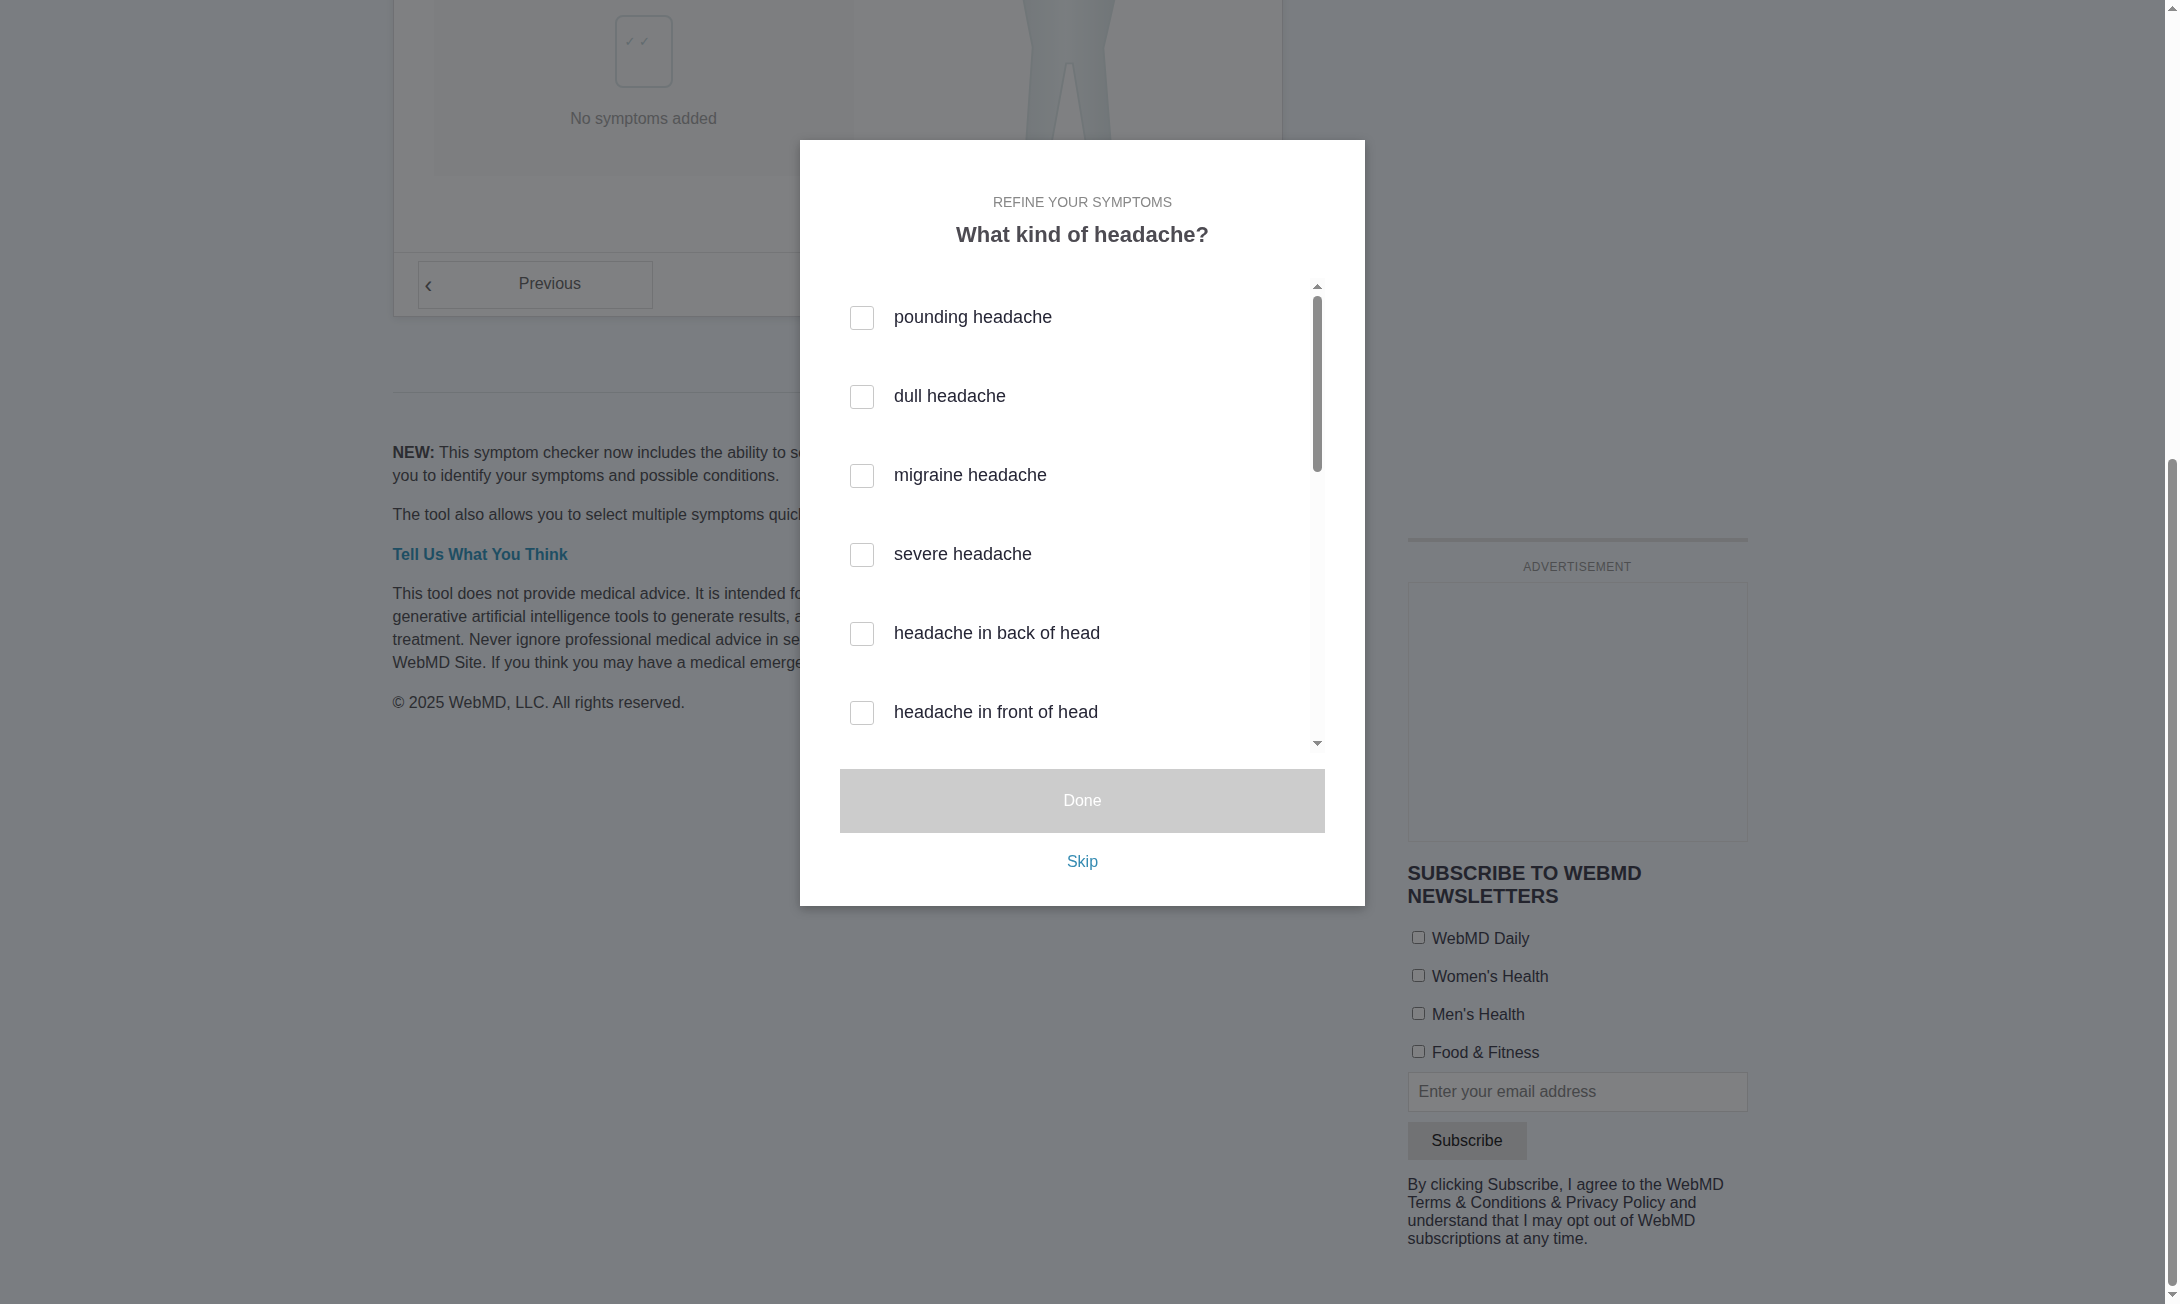 No symptoms added
‹ Previous
NEW: This symptom checker now includes the ability to
you to identify your symptoms and possible conditions.
The tool also allows you to select multiple symptoms
Tell Us What You Think
This tool does not provide medical advice. It is intended
generative artificial intelligence tools to generate results,
treatment. Never ignore professional medical advice in
WebMD Site. If you think you may have a medical
© 2025 WebMD, LLC. All rights reserved.
REFINE YOUR SYMPTOMS
What kind of headache?
pounding headache
dull headache
migraine headache
severe headache
headache in back of head
headache in front of head
Done
Skip
ADVERTISEMENT
SUBSCRIBE TO WEBMD
NEWSLETTERS
WebMD Daily
Women's Health
Men's Health
Food & Fitness
Enter your email address
Subscribe
By clicking Subscribe, I agree to the WebMD
Terms & Conditions & Privacy Policy and
understand that I may opt out of WebMD
subscriptions at any time.